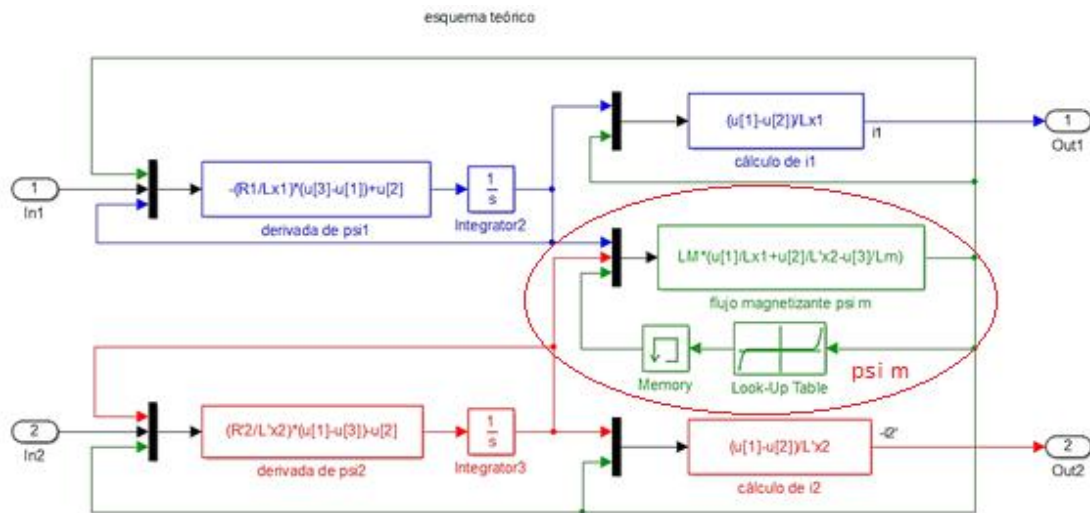 esquema teórico
(u[1]-u[2])/Lx1
i1
1
Out1
cálculo de i1
1
In1
-(R1/Lx1)*(u[3]-u[1])+u[2]
derivada de psi1
1
s
Integrator2
LM*(u[1]/Lx1+u[2]/L'x2-u[3]/Lm)
flujo magnetizante psi m
Memory
Look-Up Table
psi m
2
In2
(R'2/L'x2)*(u[1]-u[3])-u[2]
derivada de psi2
1
s
Integrator3
(u[1]-u[2])/L'x2
-i2'
2
Out2
cálculo de i2